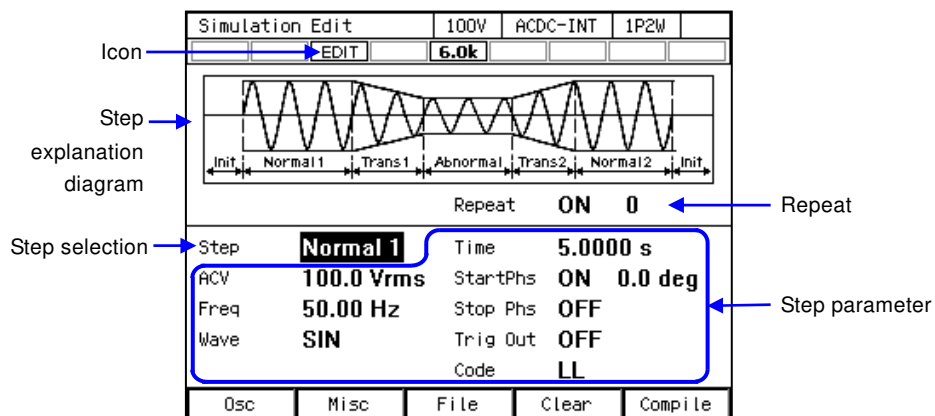 Simulation Edit 100V ACDC-INT 1P2W
Icon EDIT 6.0k
Step
explanation
diagram
Init Normal1 Trans1 Abnormal Trans2 Normal2 Init
Repeat ON 0 Repeat
Step selection Step Normal 1 Time 5.0000 s
ACV 100.0 Vrms StartPhs ON 0.0 deg
Step parameter
Freq 50.00 Hz Stop Phs OFF
Wave SIN Trig Out OFF
Code LL
Osc Misc File Clear Compile